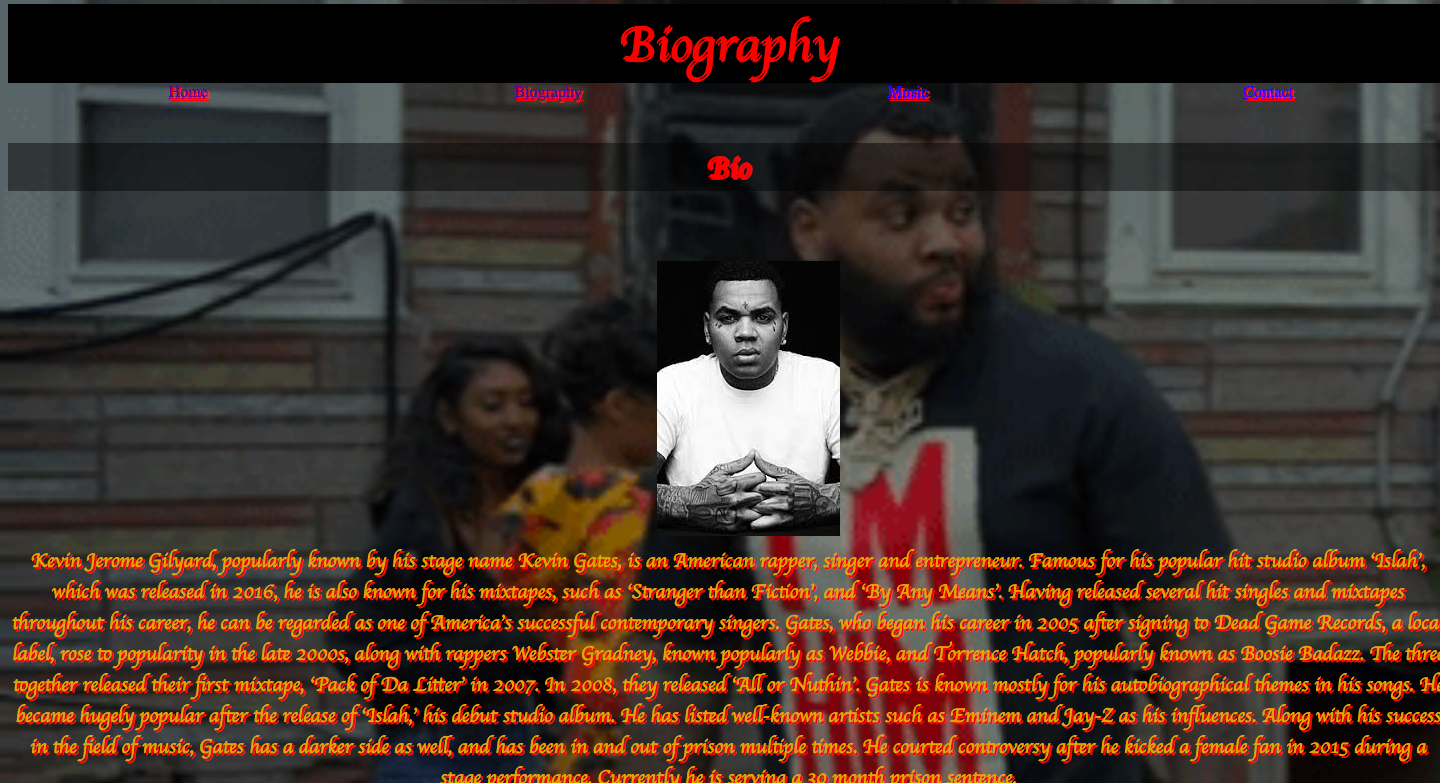 Biography
Home Biography Music Contact
Bio
Kevin Jerome Gilyard, popularly known by his stage name Kevin Gates, is an American rapper, singer and entrepreneur. Famous for his popular hit studio album ‘Islah’,
which was released in 2016, he is also known for his mixtapes, such as ‘Stranger than Fiction’, and ‘By Any Means’. Having released several hit singles and mixtapes
throughout his career, he can be regarded as one of America’s successful contemporary singers. Gates, who began his career in 2005 after signing to Dead Game Records, a loca
label, rose to popularity in the late 2000s, along with rappers Webster Gradney, known popularly as Webbie, and Torrence Hatch, popularly known as Boosie Badazz. The three
together released their first mixtape, ‘Pack of Da Litter’ in 2007. In 2008, they released ‘All or Nuthin’. Gates is known mostly for his autobiographical themes in his songs. He
became hugely popular after the release of ‘Islah,’ his debut studio album. He has listed well-known artists such as Eminem and Jay-Z as his influences. Along with his success
in the field of music, Gates has a darker side as well, and has been in and out of prison multiple times. He courted controversy after he kicked a female fan in 2015 during a
stage performance. Currently he is serving a 30 month prison sentence.